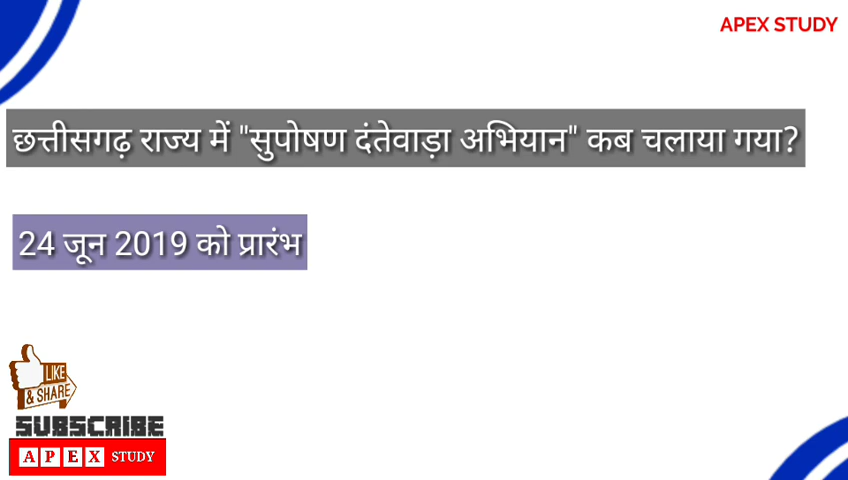 APEX STUDY
छत्तीसगढ़ राज्य में "सुपोषण दंतेवाड़ा अभियान" कब चलाया गया?
24 जून 2019 को प्रारंभ
LIKE
& SHARE
SUBSCRIBE
APEX STUDY